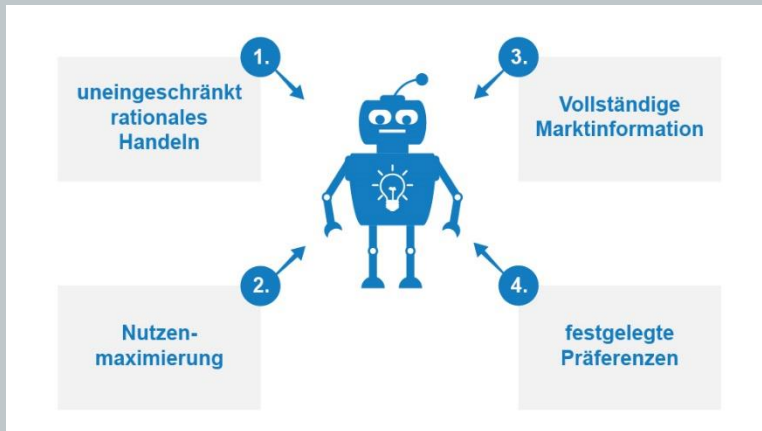 1.
uneingeschränkt
rationales
Handeln
2.
Nutzen-
maximierung
3.
Vollständige
Marktinformation
4.
festgelegte
Präferenzen